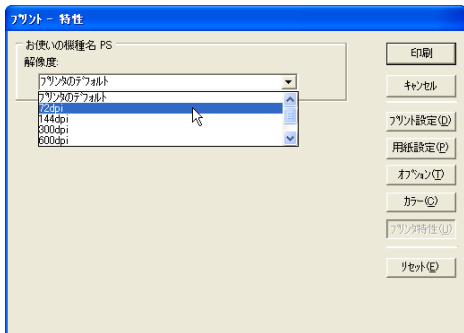 プリント - 特性
お使いの機種名 PS
解像度:
プリンタのデフォルト
プリンタのデフォルト
72dpi
144dpi
300dpi
600dpi
印刷
キャンセル
プリント設定(D)
用紙設定(P)
オプション(T)
カラー(C)
プリンタ特性(U)
リセット(E)